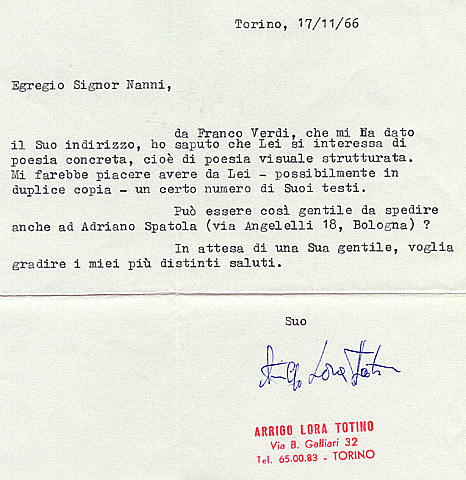 Torino, 17/11/66
Egregio Signor Nanni,
da Franco Verdi, che mi ha dato
il Suo indirizzo, ho saputo che Lei si interessa di
poesia concreta, cioè di poesia visuale strutturata.
Mi farebbe piacere avere da Lei - possibilmente in
duplice copia - un certo numero di Suoi testi.
Può essere così gentile da spedire
anche ad Adriano Spatola (via Angelelli 18, Bologna) ?
In attesa di una Sua gentile, voglia
gradire i miei più distinti saluti.
Suo
Arrigo Lora Totino
ARRIGO LORA TOTINO
Via B. Galliari 32
Tel. 65.00.83 - TORINO